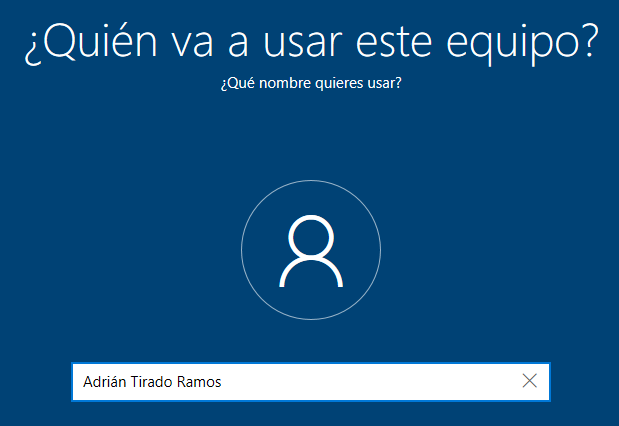 ¿Quién va a usar este equipo?
¿Qué nombre quieres usar?
Adrián Tirado Ramos